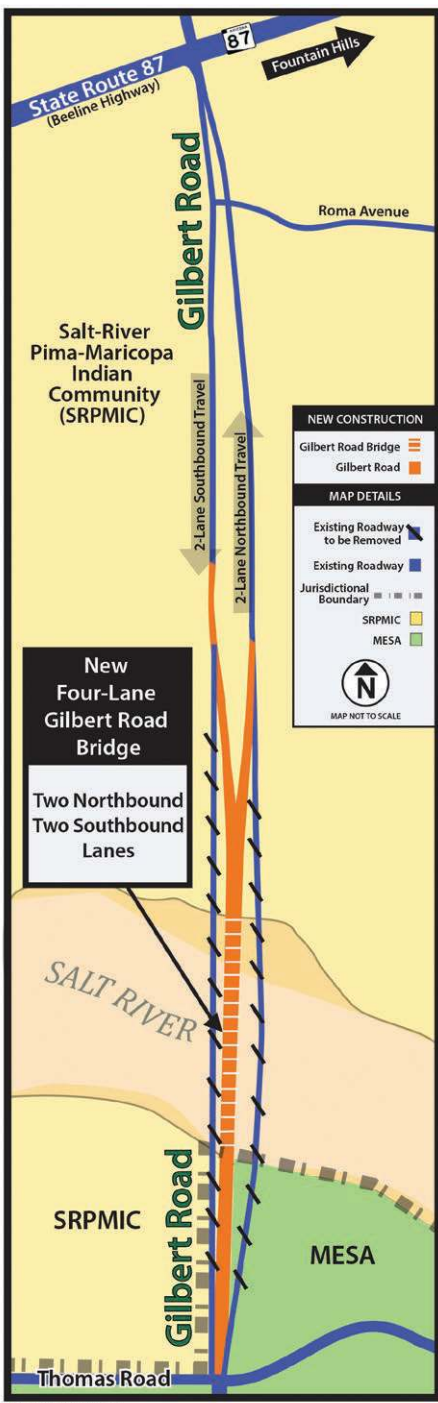 ARIZONA
87
Fountain Hills
State Route 87
(Beeline Highway)
Gilbert Road
Roma Avenue
Salt-River
Pima-Maricopa
Indian
Community
(SRPMIC)
2-Lane Southbound Travel
2-Lane Northbound Travel
NEW CONSTRUCTION
Gilbert Road Bridge
Gilbert Road
MAP DETAILS
Existing Roadway
to be Removed
Existing Roadway
Jurisdictional
Boundary
SRPMIC
MESA
N
MAP NOT TO SCALE
New
Four-Lane
Gilbert Road
Bridge
Two Northbound
Two Southbound
Lanes
SALT RIVER
Gilbert Road
SRPMIC
MESA
Thomas Road